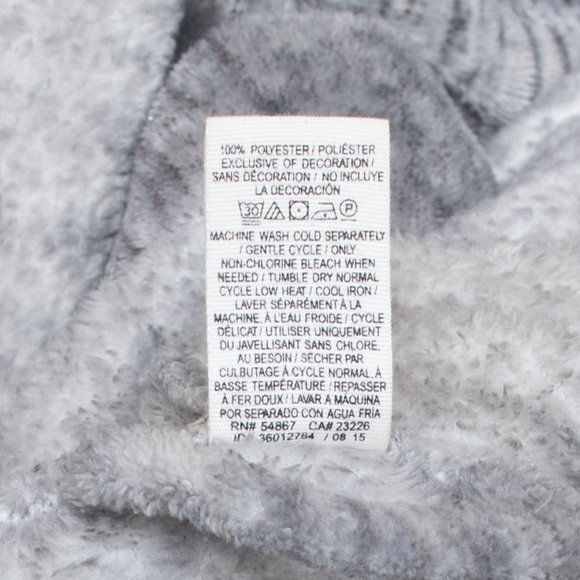 100% POLYESTER / POLIÉSTER
EXCLUSIVE OF DECORATION /
SANS DÉCORATION / NO INCLUYE
LA DECORACIÓN
30 P
MACHINE WASH COLD SEPARATELY
/ GENTLE CYCLE / ONLY
NON-CHLORINE BLEACH WHEN
NEEDED / TUMBLE DRY NORMAL
CYCLE LOW HEAT / COOL IRON /
LAVER SÉPARÉMENT À LA
MACHINE, À L'EAU FROIDE / CYCLE
DÉLICAT / UTILISER UNIQUEMENT
DU JAVELLISANT SANS CHLORE,
AU BESOIN / SÉCHER PAR
CULBUTAGE À CYCLE NORMAL, À
BASSE TEMPÉRATURE / REPASSER
À FER DOUX / LAVAR A MÁQUINA
POR SEPARADO CON AGUA FRÍA
RN# 54867 CA# 23226
ID# 36012764 / 08 15